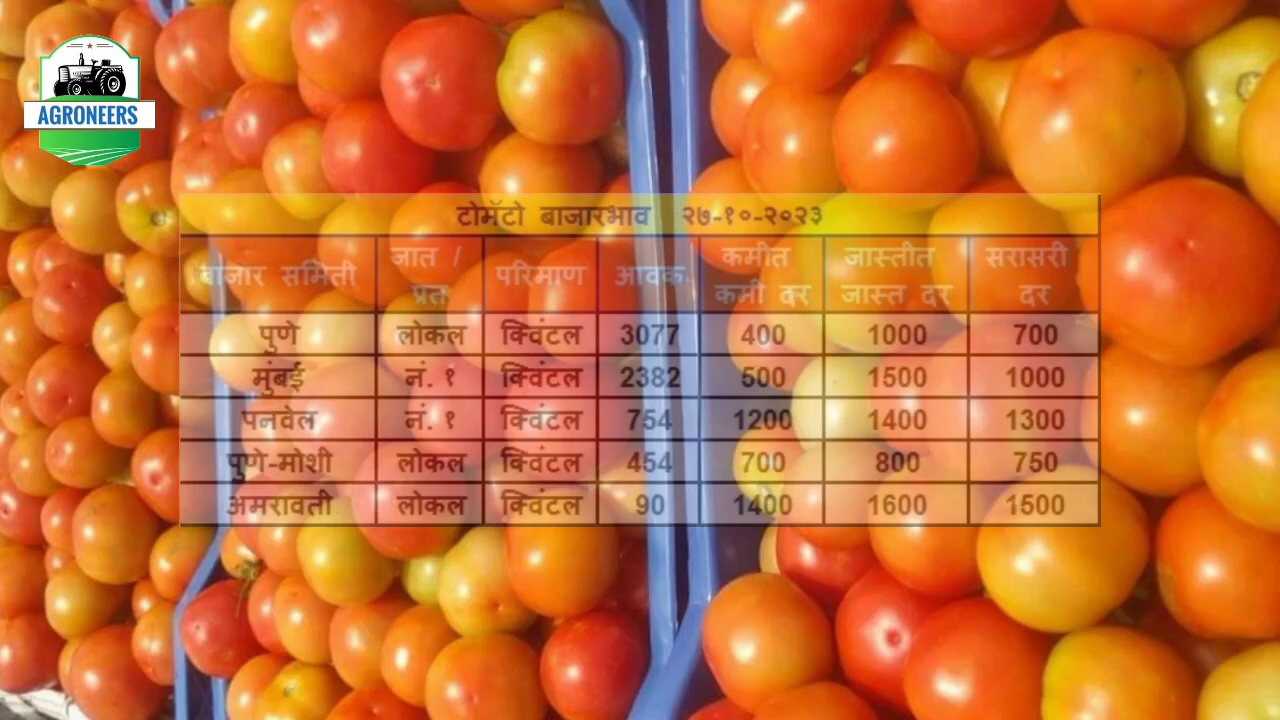 AGRONEERS
टोमॅटो बाजारभाव २७-१०-२०२३
बाजार समिती जात / प्रत परिमाण आवक कमीत कमी दर जास्तीत जास्त दर सरासरी दर
पुणे लोकल क्विंटल 3077 400 1000 700
मुंबई नं. १ क्विंटल 2382 500 1500 1000
पनवेल नं. १ क्विंटल 754 1200 1400 1300
पुणे-मोशी लोकल क्विंटल 454 700 800 750
अमरावती लोकल क्विंटल 90 1400 1600 1500